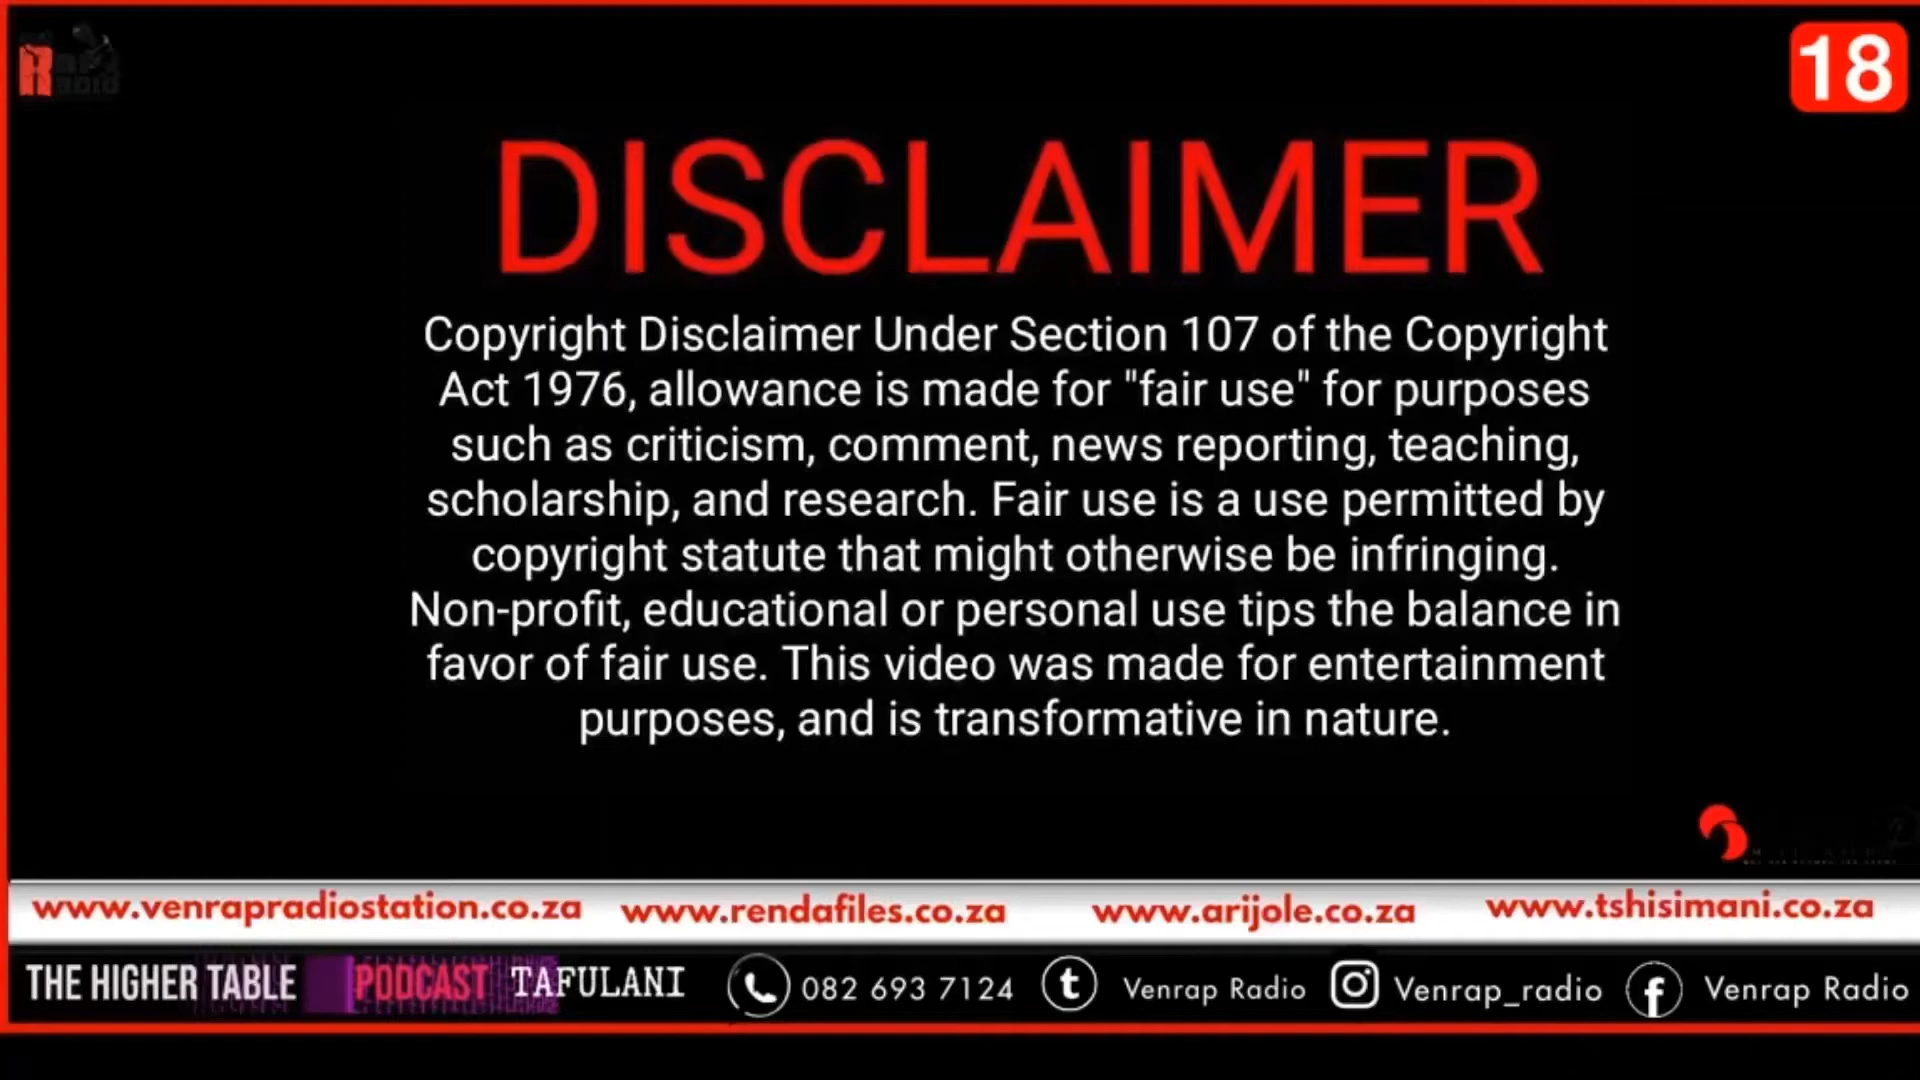 18
DISCLAIMER
Copyright Disclaimer Under Section 107 of the Copyright
Act 1976, allowance is made for "fair use" for purposes
such as criticism, comment, news reporting, teaching,
scholarship, and research. Fair use is a use permitted by
copyright statute that might otherwise be infringing.
Non-profit, educational or personal use tips the balance in
favor of fair use. This video was made for entertainment
purposes, and is transformative in nature.
www.venrapradiostation.co.za www.rendafiles.co.za www.arijole.co.za www.tshisimani.co.za
THE HIGHER TABLE PODCAST TAFULANI 082 693 7124 Venrap Radio Venrap_radio Venrap Radio